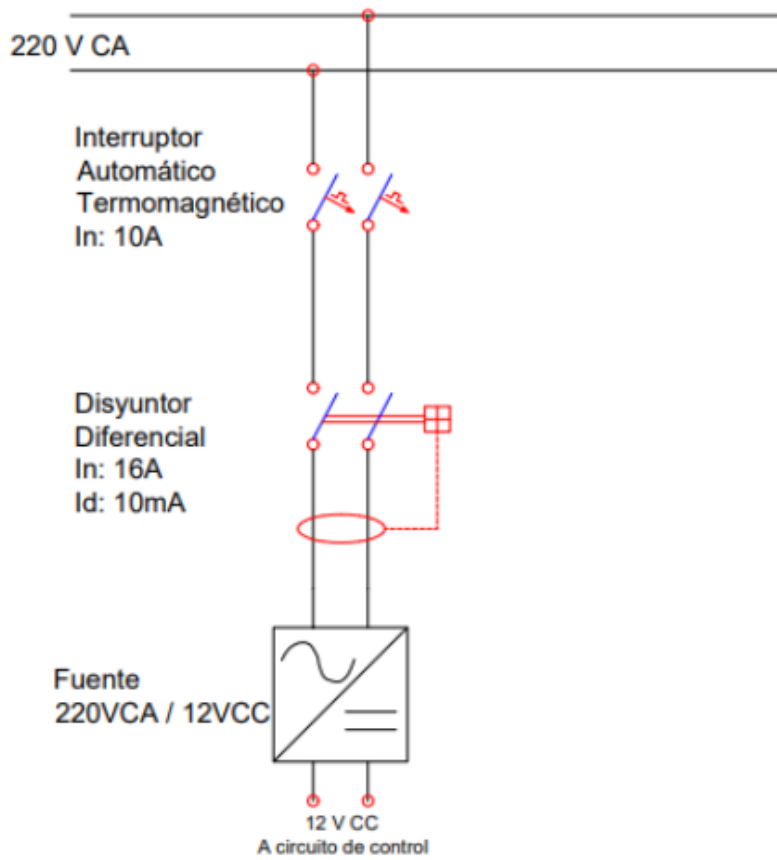 220 V CA
Interruptor
Automático
Termomagnético
In: 10A
Disyuntor
Diferencial
In: 16A
Id: 10mA
Fuente
220VCA / 12VCC
12 V CC
A circuito de control